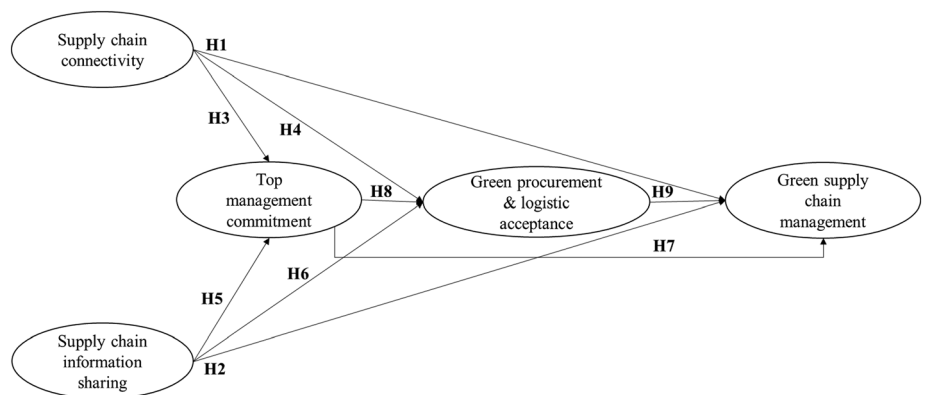 Supply chain
connectivity
H1
H3
H4
Top
management
commitment
H8
Green procurement
& logistic
acceptance
H9
Green supply
chain
management
H7
H6
H5
Supply chain
information
sharing
H2